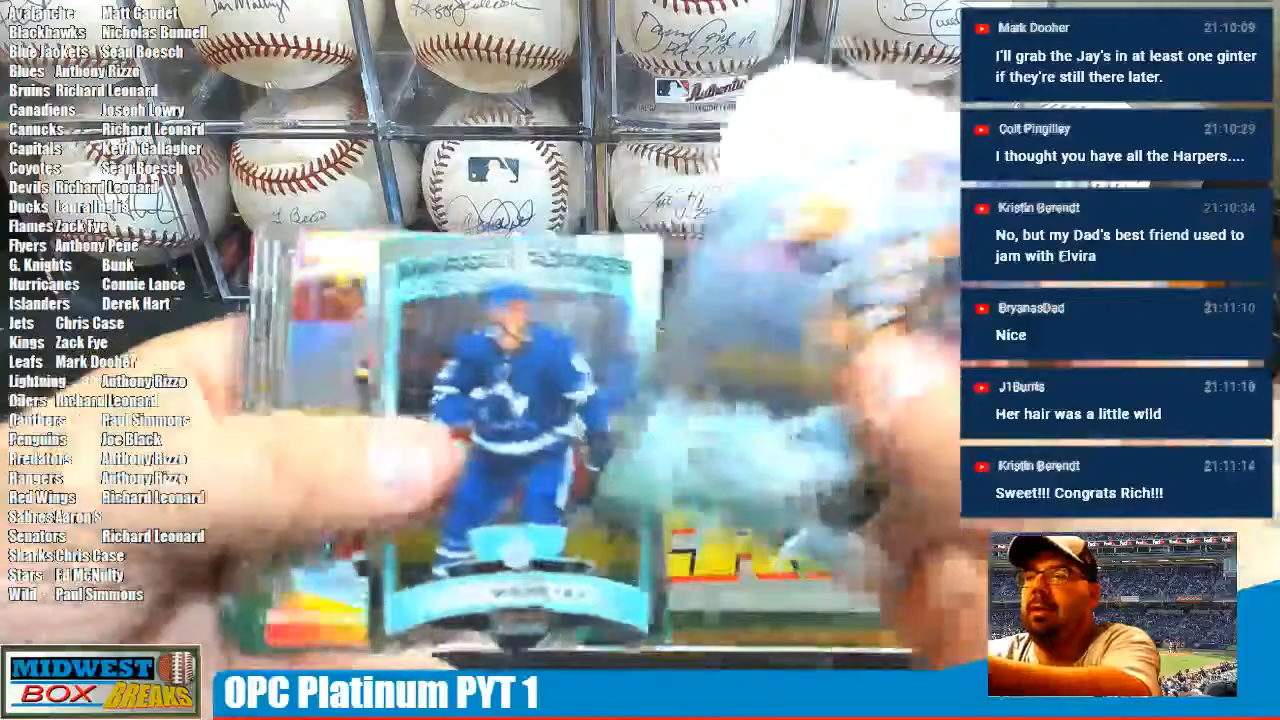 Avalanche Matt Gaudet
Blackhawks Nicholas Bunnell
Blue Jackets Sean Boesch
Blues Anthony Rizzo
Bruins Richard Leonard
Canadiens Joseph Lowry
Canucks Richard Leonard
Capitals Kevin Gallagher
Coyotes Sean Boesch
Devils Richard Leonard
Ducks Laura Inglis
Flames Zack Fye
Flyers Anthony Pene
G. Knights Bunk
Hurricanes Connie Lance
Islanders Derek Hart
Jets Chris Case
Kings Zack Fye
Leafs Mark Dooher
Lightning Anthony Rizzo
Oilers Richard Leonard
Panthers Paul Simmons
Penguins Joe Black
Predators Anthony Rizzo
Rangers Anthony Rizzo
Red Wings Richard Leonard
Sabres Aaron S
Senators Richard Leonard
Sharks Chris Case
Stars EJ McNulty
Wild Paul Simmons
Authentic
Mark Dooher 21:10:09
I'll grab the Jay's in at least one ginter
if they're still there later.
Colt Pingilley 21:10:29
I thought you have all the Harpers....
Kristin Berendt 21:10:34
No, but my Dad's best friend used to
jam with Elvira
BryanasDad 21:11:10
Nice
J1Bunts 21:11:10
Her hair was a little wild
Kristin Berendt 21:11:14
Sweet!!! Congrats Rich!!!
MIDWEST
BOX BREAKS
OPC Platinum PYT 1